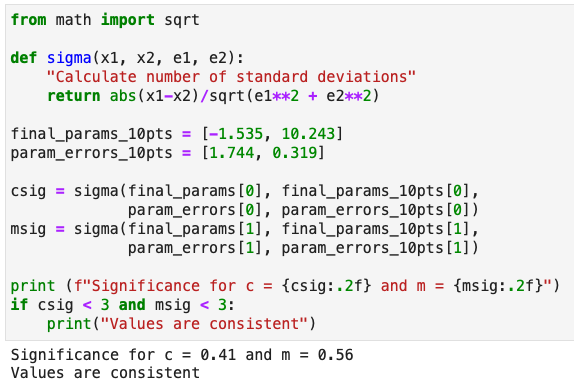 from math import sqrt
def sigma(x1, x2, e1, e2):
    "Calculate number of standard deviations"
    return abs(x1-x2)/sqrt(e1**2 + e2**2)
final_params_10pts = [-1.535, 10.243]
param_errors_10pts = [1.744, 0.319]
csig = sigma(final_params[0], final_params_10pts[0],
             param_errors[0], param_errors_10pts[0])
msig = sigma(final_params[1], final_params_10pts[1],
             param_errors[1], param_errors_10pts[1])
print (f"Significance for c = {csig:.2f} and m = {msig:.2f}")
if csig < 3 and msig < 3:
    print("Values are consistent")
Significance for c = 0.41 and m = 0.56
Values are consistent